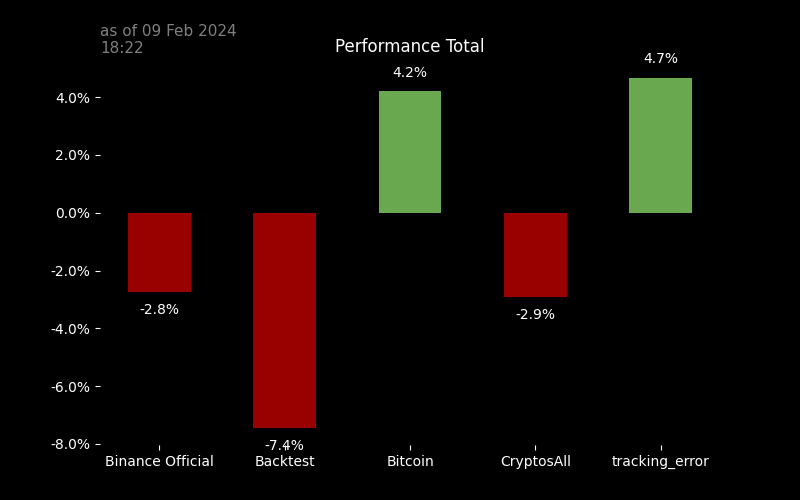 as of 09 Feb 2024
18:22
Performance Total
4.7%
4.2%
4.0%
2.0%
0.0%
-2.0%
-2.8%
-2.9%
-4.0%
-6.0%
-8.0%
-7.4%
Binance Official
Backtest
Bitcoin
CryptosAll
tracking_error